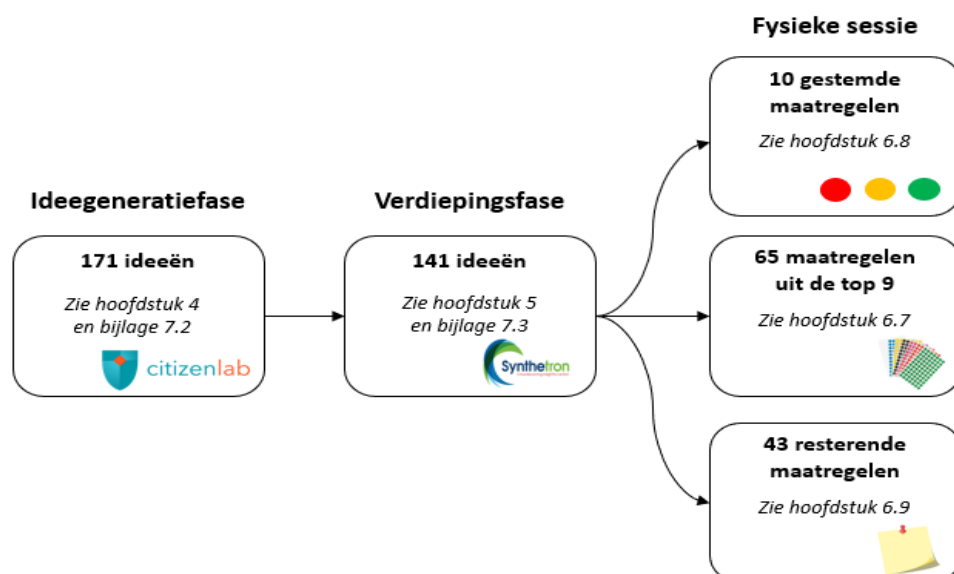 Ideegeneratiefase
171 ideeën
Zie hoofdstuk 4
en bijlage 7.2
citizenlab
Verdiepingsfase
141 ideeën
Zie hoofdstuk 5
en bijlage 7.3
Synthetron
Fysieke sessie
10 gestemde
maatregelen
Zie hoofdstuk 6.8
65 maatregelen
uit de top 9
Zie hoofdstuk 6.7
43 resterende
maatregelen
Zie hoofdstuk 6.9